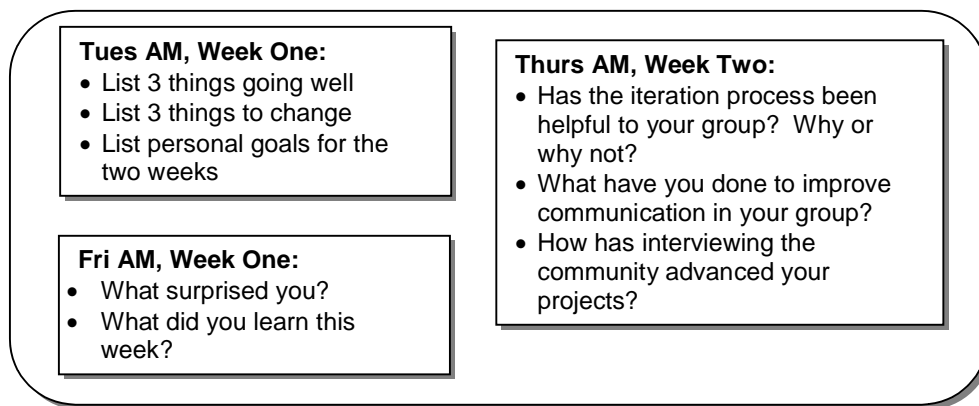 Tues AM, Week One:
• List 3 things going well
• List 3 things to change
• List personal goals for the
two weeks
Fri AM, Week One:
• What surprised you?
• What did you learn this
week?
Thurs AM, Week Two:
• Has the iteration process been
helpful to your group?  Why or
why not?
• What have you done to improve
communication in your group?
• How has interviewing the
community advanced your
projects?